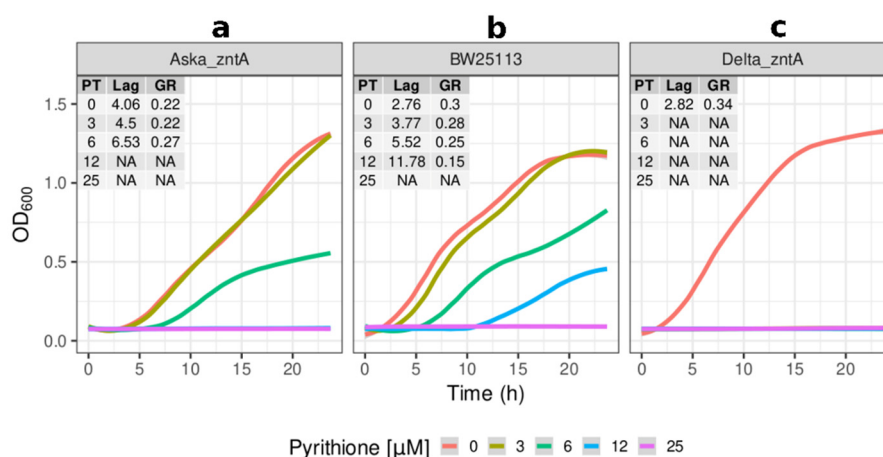 a b c
Aska_zntA BW25113 Delta_zntA
PT Lag GR PT Lag GR PT Lag GR
0 4.06 0.22 0 2.76 0.3 0 2.82 0.34
3 4.5 0.22 3 3.77 0.28 3 NA NA
6 6.53 0.27 6 5.52 0.25 6 NA NA
12 NA NA 12 11.78 0.15 12 NA NA
25 NA NA 25 NA NA 25 NA NA
1.5
1.0
0.5
0.0
OD600
0 5 10 15 20 0 5 10 15 20 0 5 10 15 20
Time (h)
Pyrithione [µM] 0 3 6 12 25